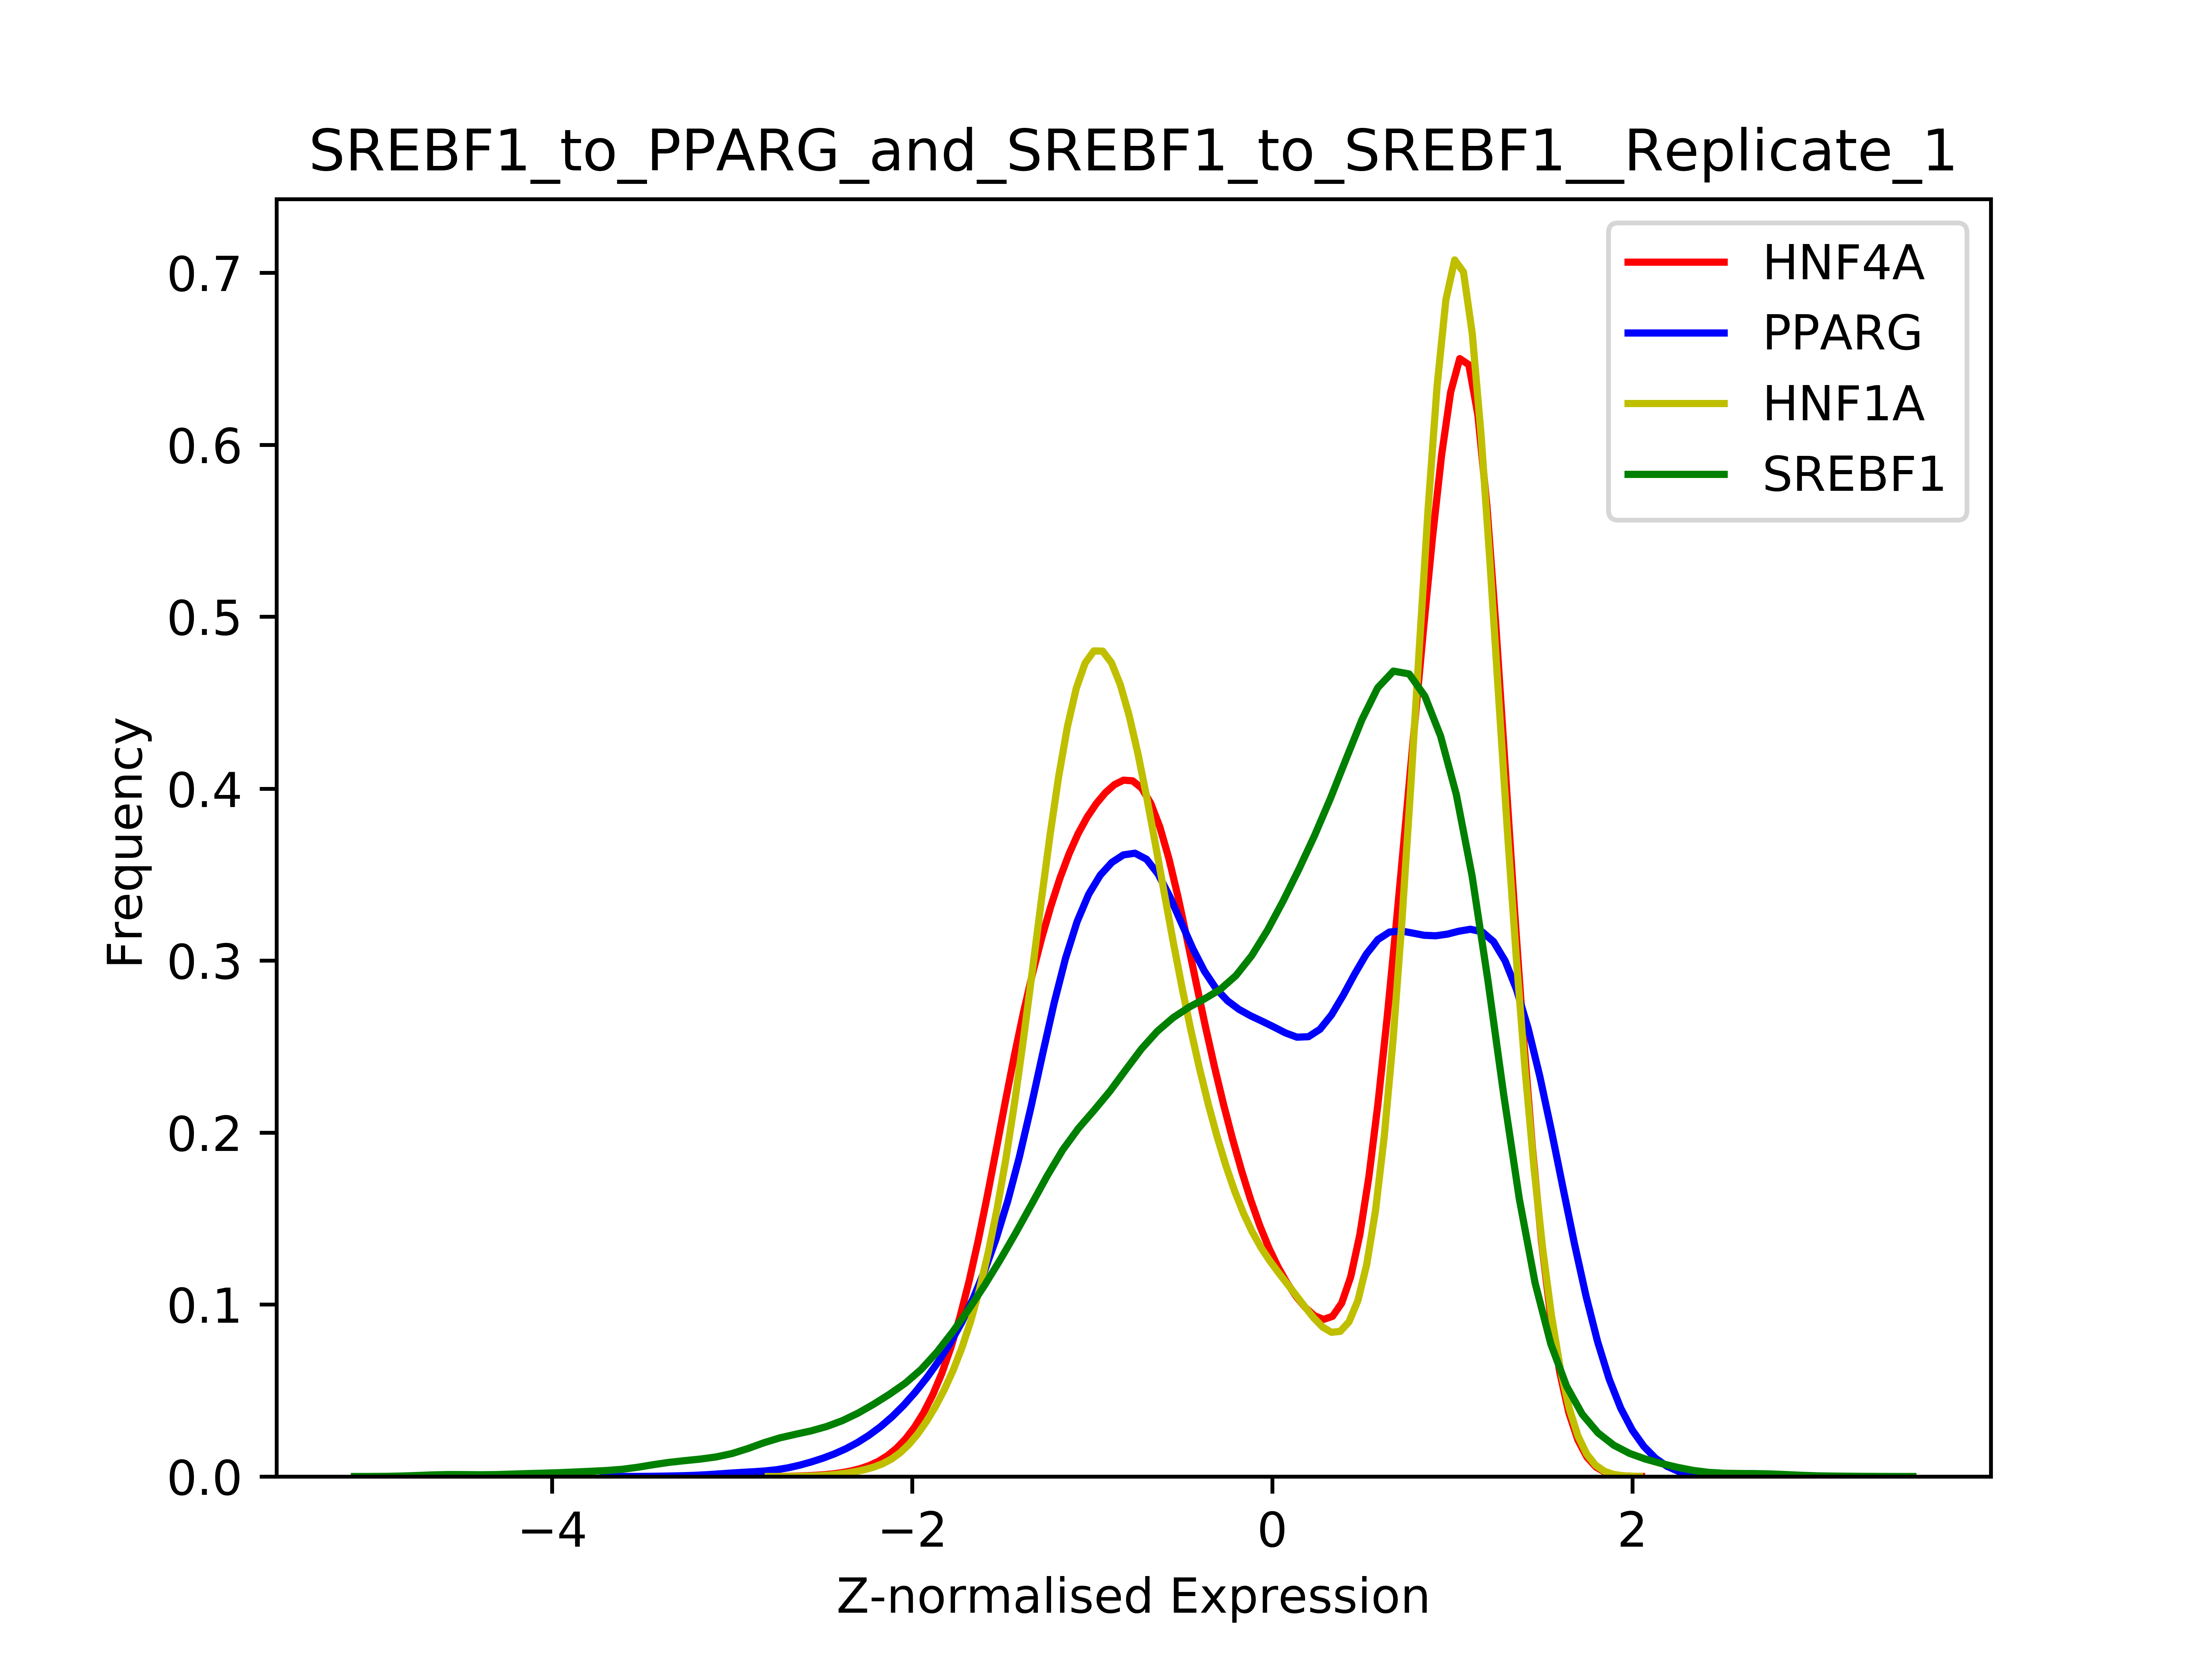 SREBF1_to_PPARG_and_SREBF1_to_SREBF1__Replicate_1
HNF4A
PPARG
HNF1A
SREBF1
0.7
0.6
0.5
0.4
0.3
0.2
0.1
0.0
Frequency
−4
−2
0
2
Z-normalised Expression